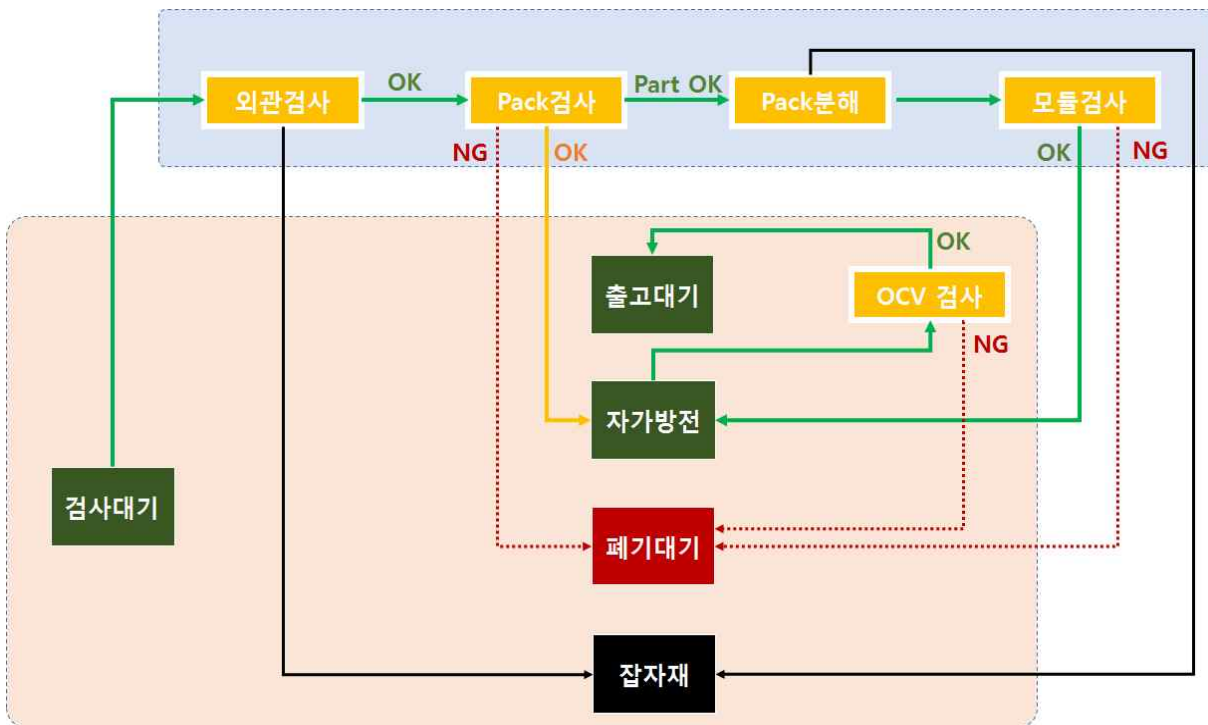 OK
Part OK
외관검사
Pack검사
Pack분해
모듈검사
NG
OK
OK
NG
OK
출고대기
OCV 검사
NG
자가방전
검사대기
폐기대기
잡자재